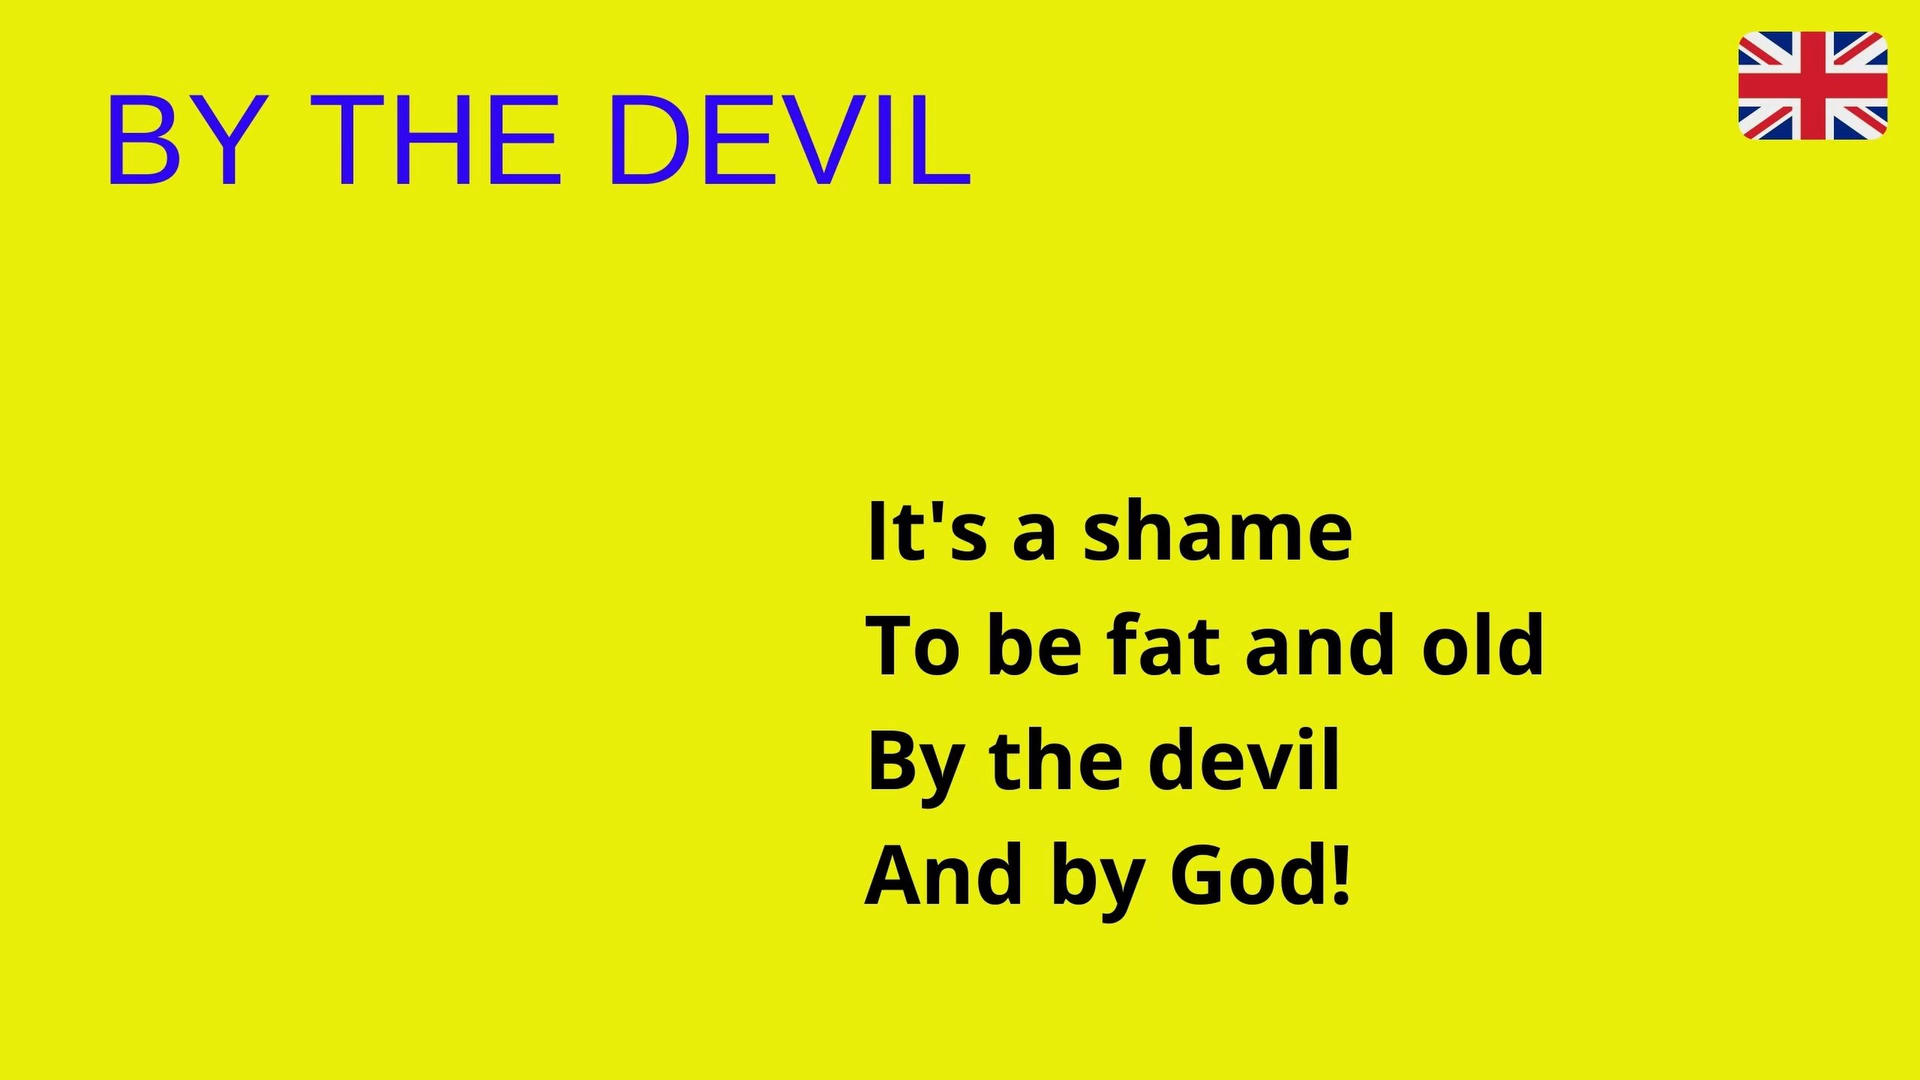 BY THE DEVIL
It's a shame
To be fat and old
By the devil
And by God!